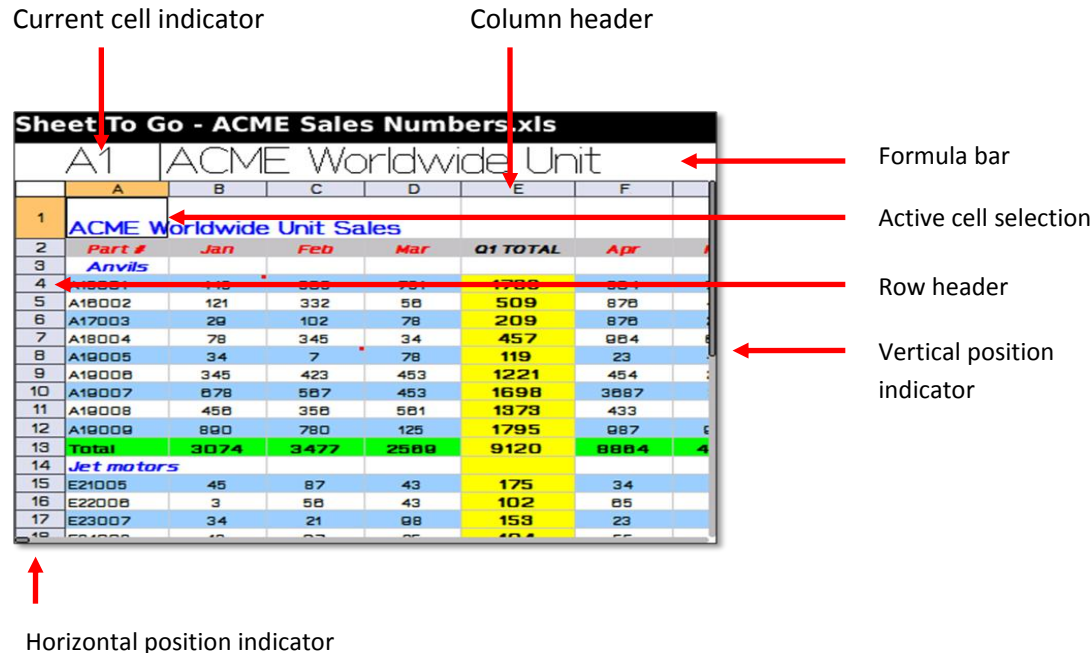 Current cell indicator Column header
Sheet To Go - ACME Sales Numbers.xls
A1 ACME Worldwide Unit
Formula bar
A B C D E F
1 ACME Worldwide Unit Sales
Active cell selection
2 Part # Jan Feb Mar Q1 TOTAL Apr
3 Anvils
4
Row header
5 A16002 121 332 56 509 876
6 A17003 29 102 78 209 876
7 A18004 78 345 34 457 964
8 A19005 34 7 78 119 23
Vertical position
indicator
9 A19006 345 423 453 1221 454
10 A19007 678 567 453 1698 3687
11 A19008 456 356 561 1373 433
12 A19009 890 780 125 1795 987
13 Total 3074 3477 2569 9120 8864 4
14 Jet motors
15 E21005 45 87 43 175 34
16 E22006 3 56 43 102 65
17 E23007 34 21 98 153 23
18
Horizontal position indicator